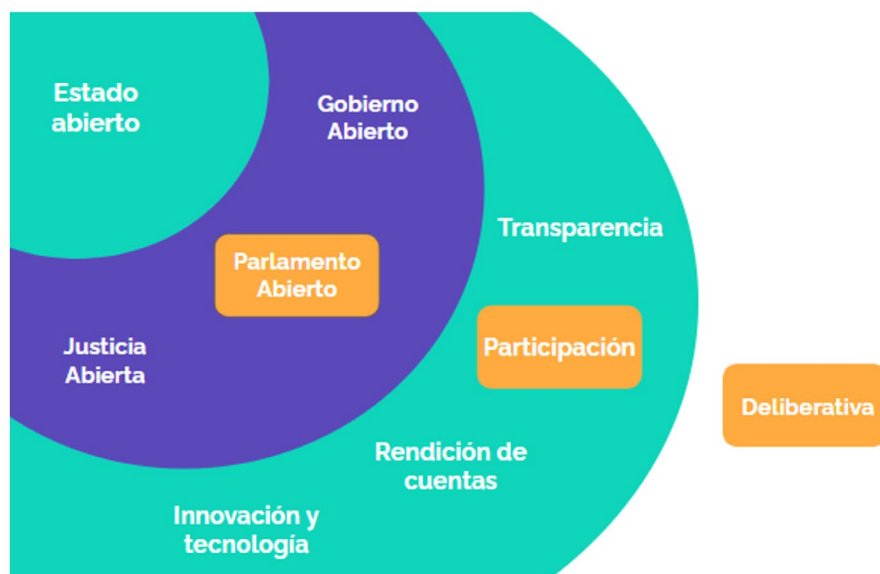 Estado
abierto
Gobierno
Abierto
Parlamento
Abierto
Justicia
Abierta
Transparencia
Participación
Rendición de
cuentas
Innovación y
tecnología
Deliberativa